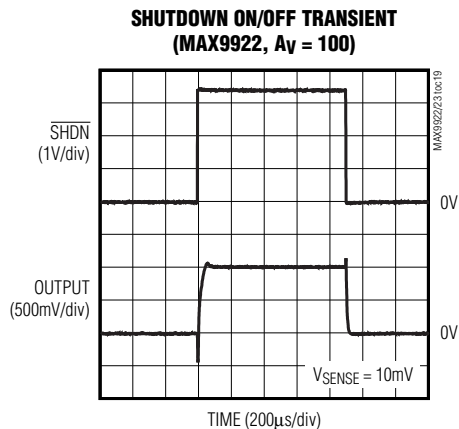 SHUTDOWN ON/OFF TRANSIENT
(MAX9922, AV = 100)
MAX9922/23 toc19
SHDN
(1V/div)
0V
OUTPUT
(500mV/div)
0V
VSENSE = 10mV
TIME (200μs/div)